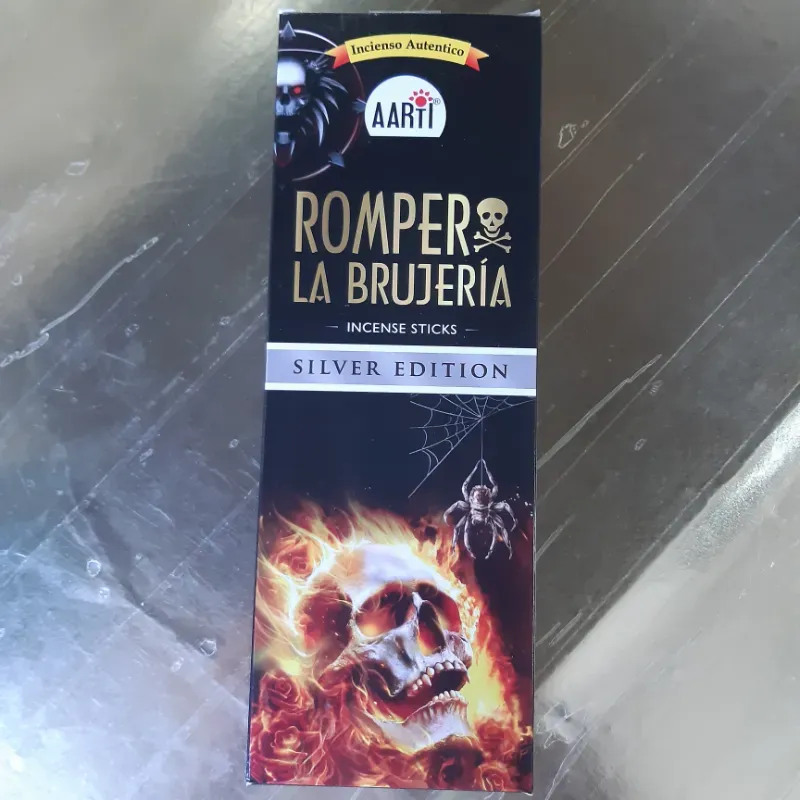 Incienso Autentico
AARTI®
ROMPER
LA BRUJERÍA
INCENSE STICKS
SILVER EDITION